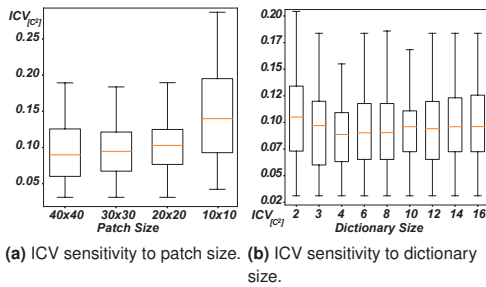 ICV[C²]
0.25
0.20
0.15
0.10
0.05
40x40 30x30 20x20 10x10
Patch Size
(a) ICV sensitivity to patch size.
0.20
0.17
0.15
0.12
0.10
0.07
0.05
0.02
ICV[C²]
2 3 4 6 8 10 12 14 16
Dictionary Size
(b) ICV sensitivity to dictionary
size.